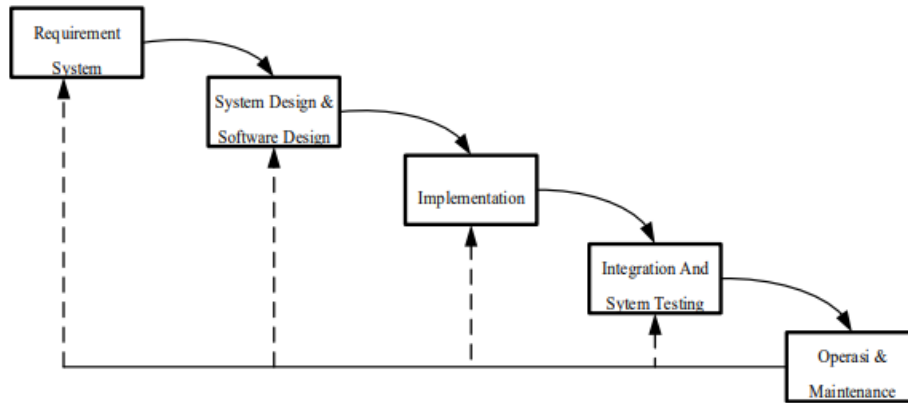 Requirement
System
System Design &
Software Design
Implementation
Integration And
Sytem Testing
Operasi &
Maintenance